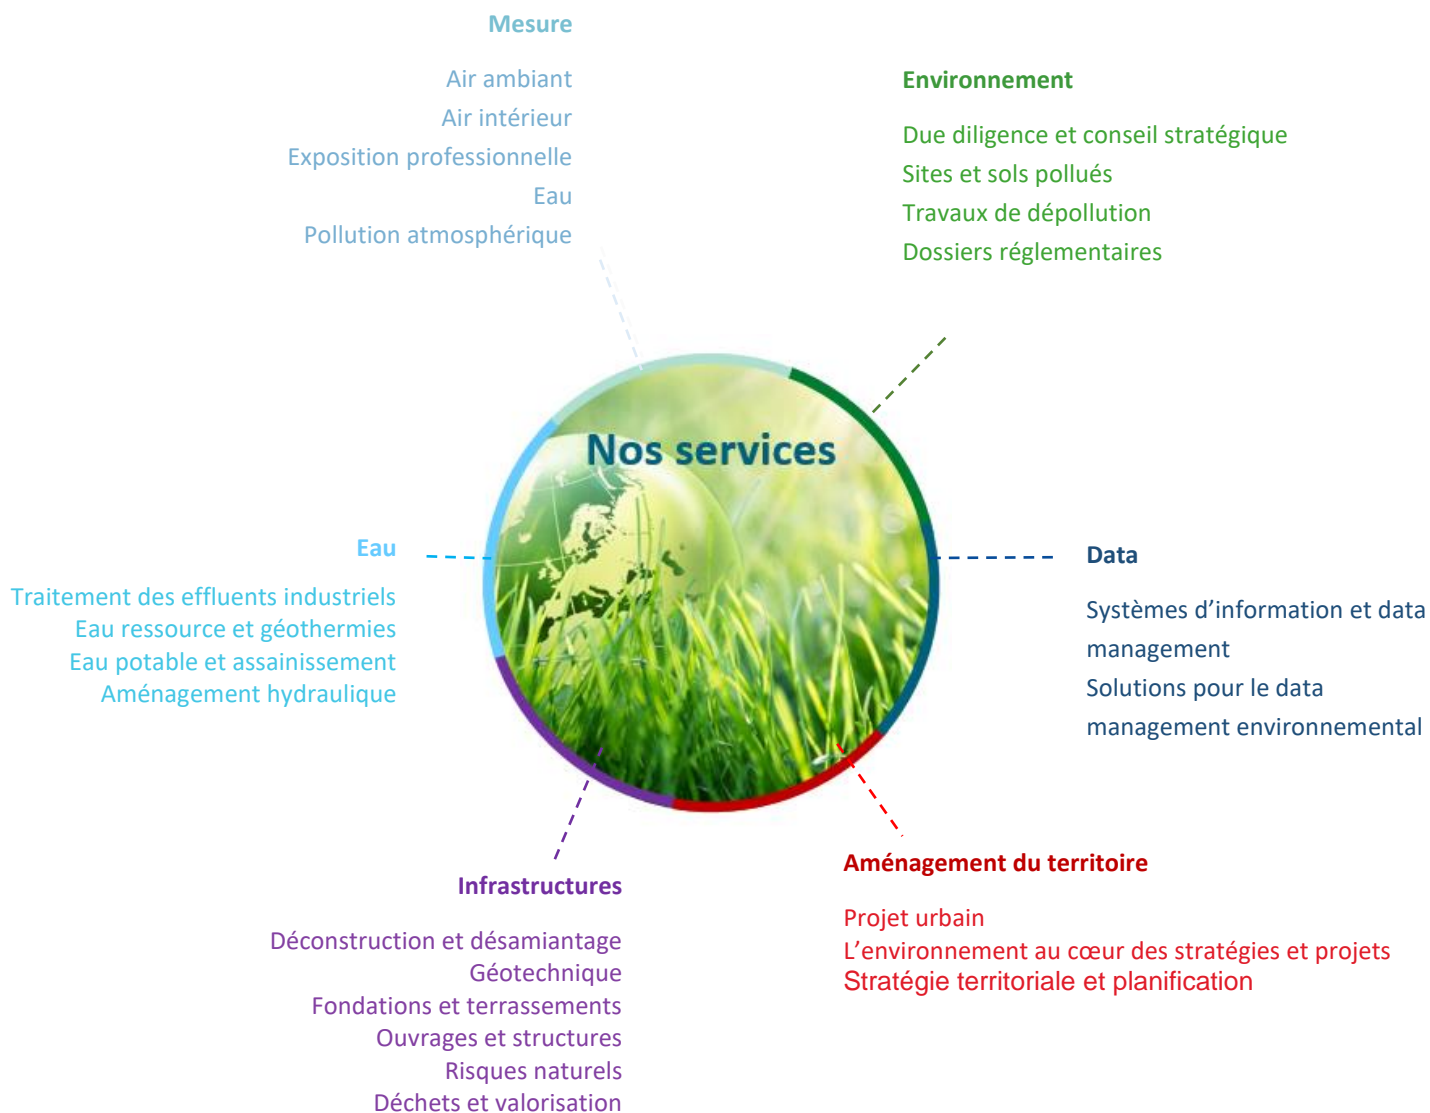 Mesure
Air ambiant
Air intérieur
Exposition professionnelle
Eau
Pollution atmosphérique
Environnement
Due diligence et conseil stratégique
Sites et sols pollués
Travaux de dépollution
Dossiers réglementaires
Nos services
Eau
Traitement des effluents industriels
Eau ressource et géothermies
Eau potable et assainissement
Aménagement hydraulique
Data
Systèmes d’information et data
management
Solutions pour le data
management environnemental
Infrastructures
Déconstruction et désamiantage
Géotechnique
Fondations et terrassements
Ouvrages et structures
Risques naturels
Déchets et valorisation
Aménagement du territoire
Projet urbain
L’environnement au cœur des stratégies et projets
Stratégie territoriale et planification